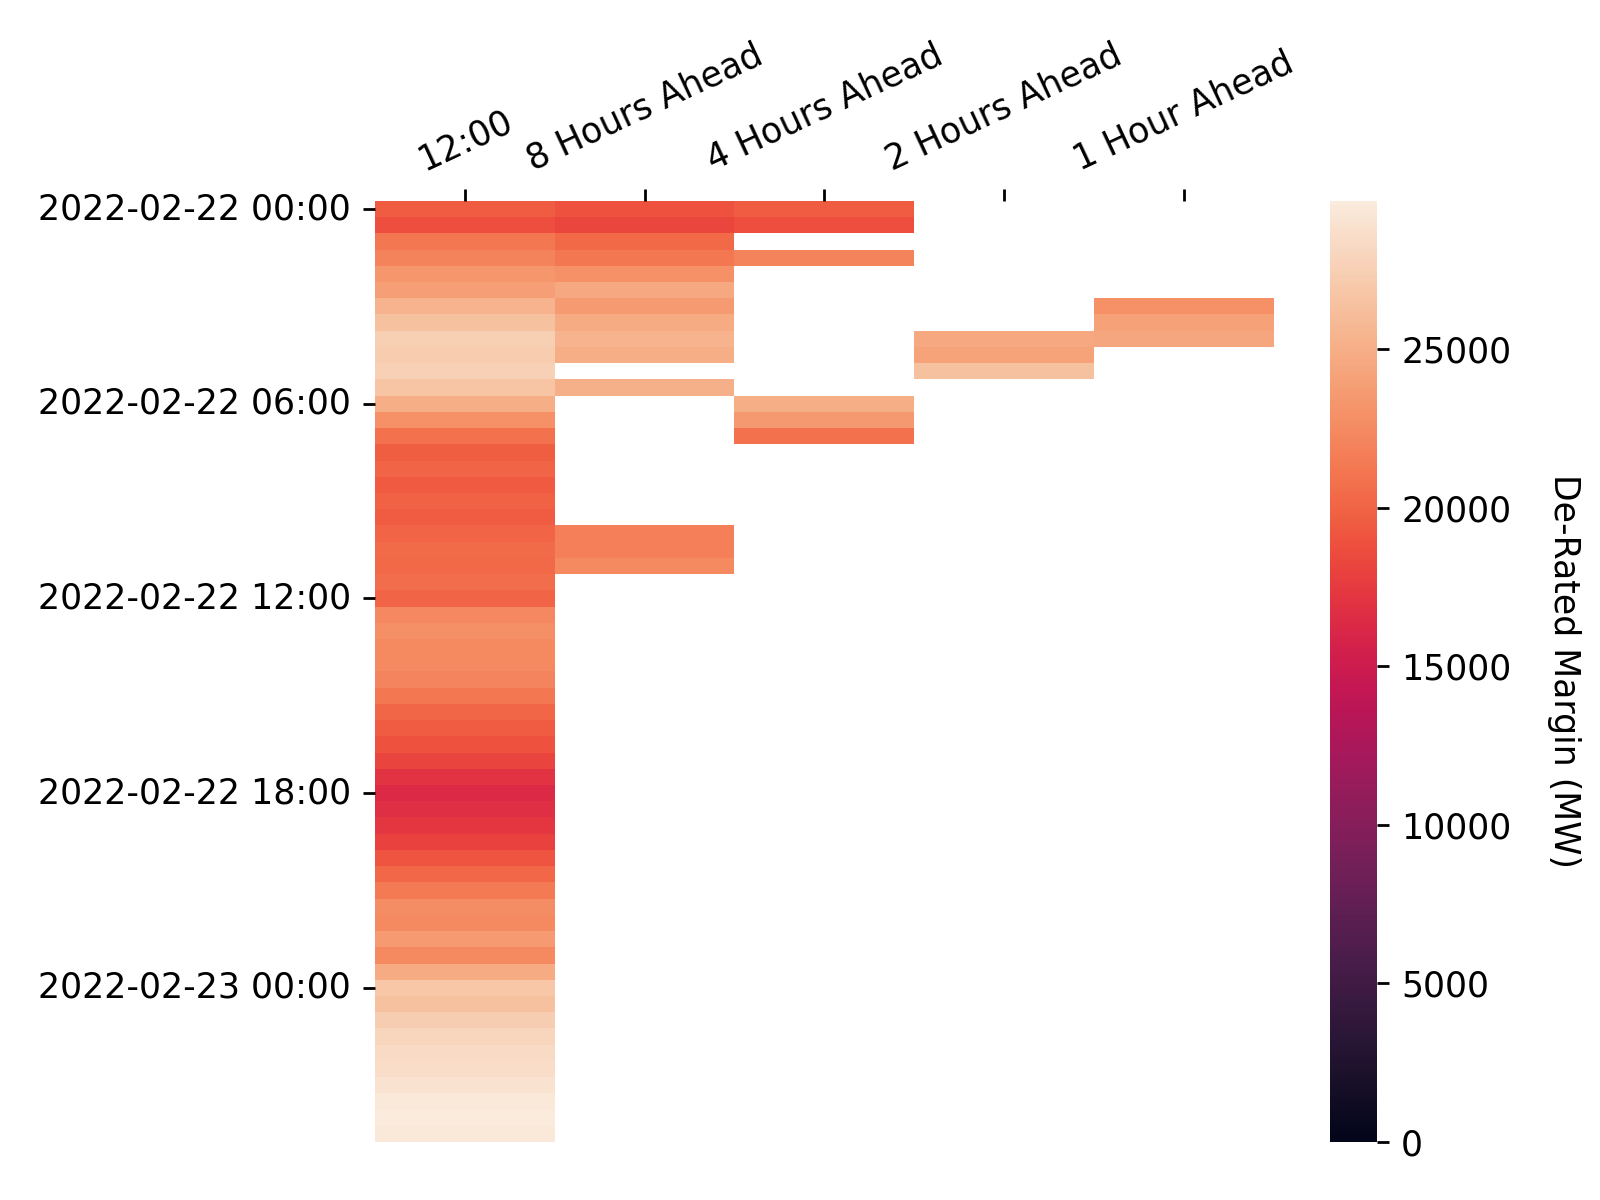 12:00
8 Hours Ahead
4 Hours Ahead
2 Hours Ahead
1 Hour Ahead
2022-02-22 00:00
2022-02-22 06:00
2022-02-22 12:00
2022-02-22 18:00
2022-02-23 00:00
25000
20000
15000
10000
5000
0
De-Rated Margin (MW)